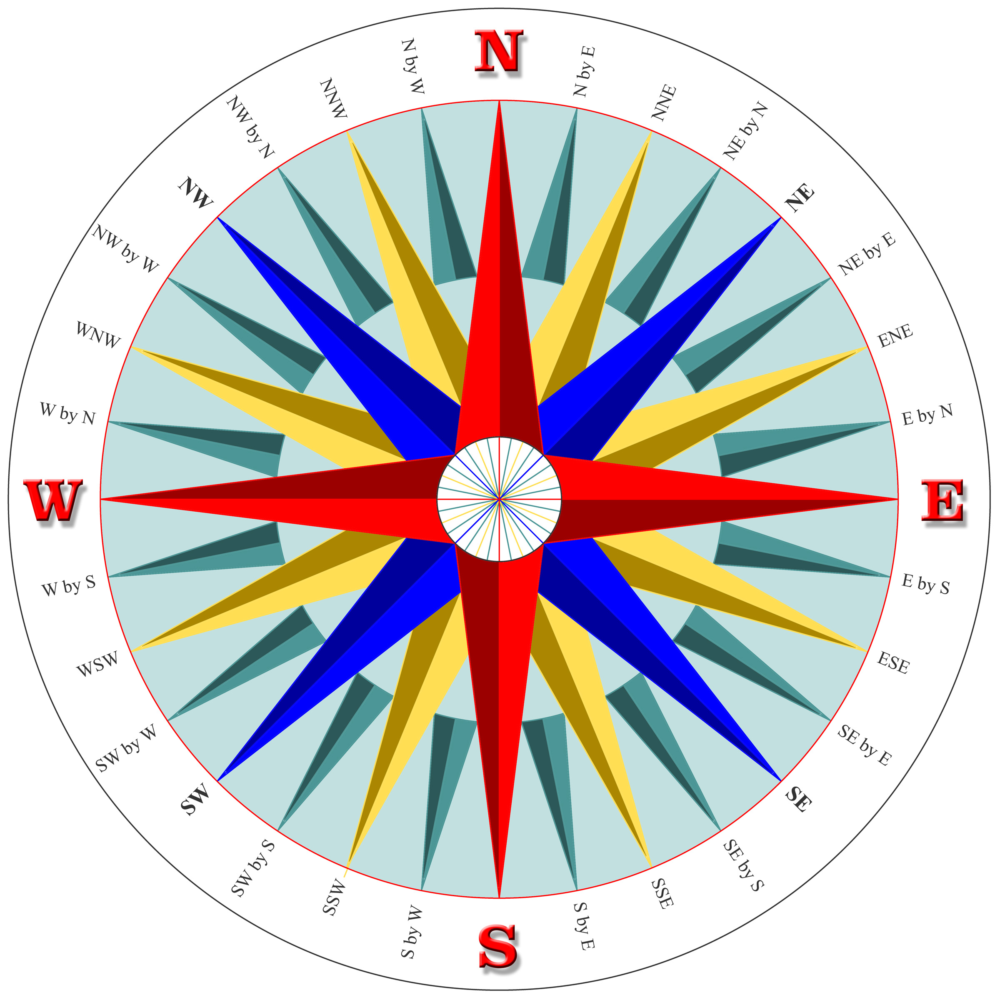 N
N by E
NNE
NE by N
NE
NE by E
ENE
E by N
E
E by S
ESE
SE by E
SE
SE by S
SSE
S by E
S
S by W
SSW
SW by S
SW
SW by W
WSW
W by S
W
W by N
WNW
NW by W
NW
NW by N
NNW
N by W